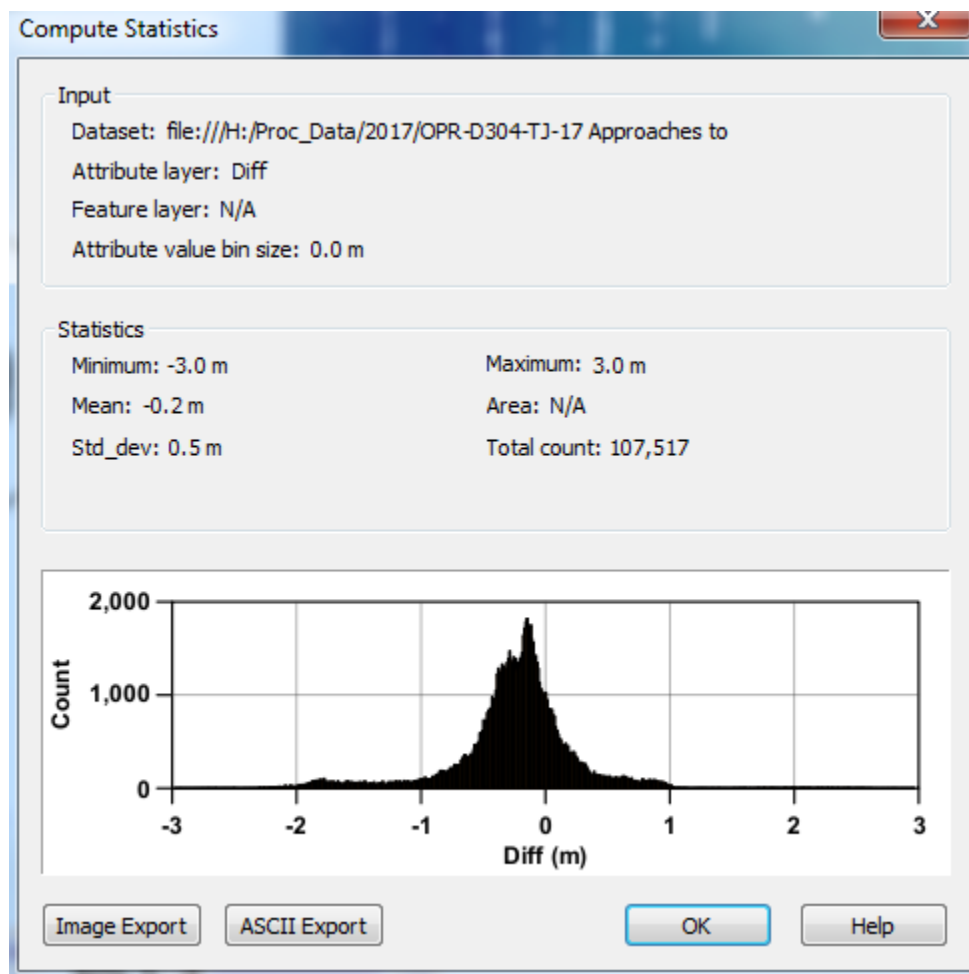 Compute Statistics
X
Input
Dataset: file:///H:/Proc_Data/2017/OPR-D304-TJ-17 Approaches to
Attribute layer: Diff
Feature layer: N/A
Attribute value bin size: 0.0 m
Statistics
Minimum: -3.0 m Maximum: 3.0 m
Mean: -0.2 m Area: N/A
Std_dev: 0.5 m Total count: 107,517
2,000
1,000
0
Count
-3 -2 -1 0 1 2 3
Diff (m)
Image Export ASCII Export OK Help